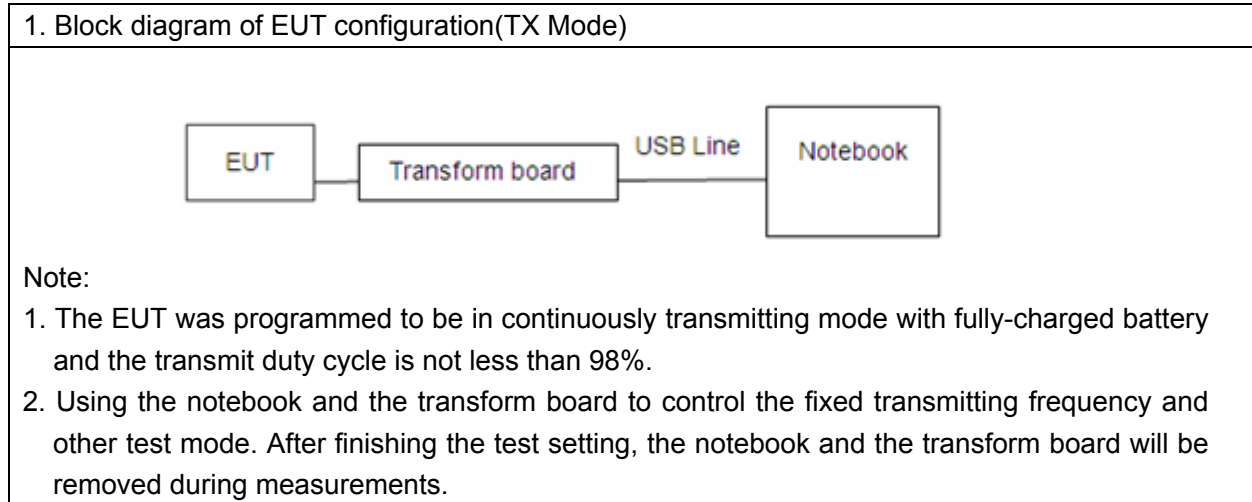 1. Block diagram of EUT configuration(TX Mode)
EUT
Transform board
USB Line
Notebook
Note:
1. The EUT was programmed to be in continuously transmitting mode with fully-charged battery
and the transmit duty cycle is not less than 98%.
2. Using the notebook and the transform board to control the fixed transmitting frequency and
other test mode. After finishing the test setting, the notebook and the transform board will be
removed during measurements.